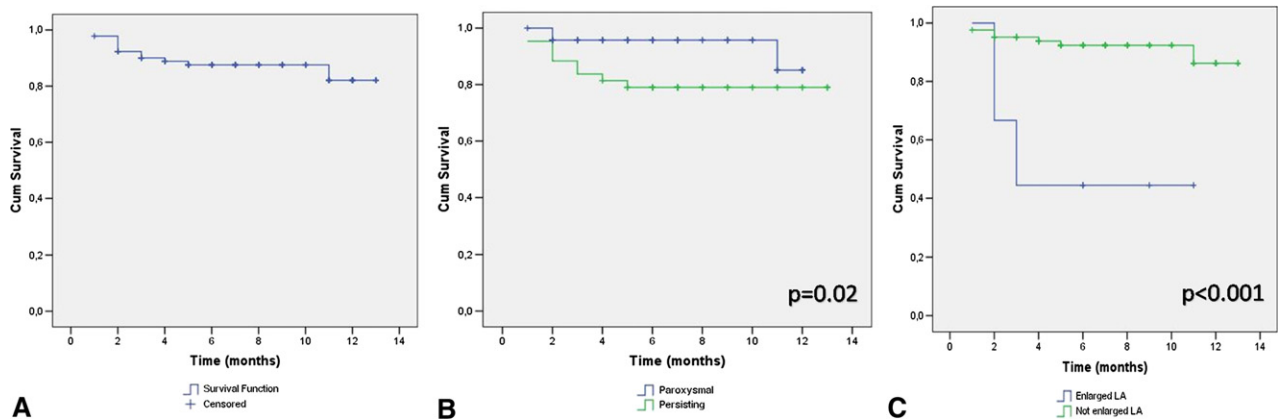 1,0
0,8
0,6
0,4
0,2
0,0
Cum Survival
0 2 4 6 8 10 12 14
Time (months)
Survival Function
Censored
A
1,0
0,8
0,6
0,4
0,2
0,0
Cum Survival
p=0.02
0 2 4 6 8 10 12 14
Time (months)
Paroxysmal
Persisting
B
1,0
0,8
0,6
0,4
0,2
0,0
Cum Survival
p<0.001
0 2 4 6 8 10 12 14
Time (months)
Enlarged LA
Not enlarged LA
C